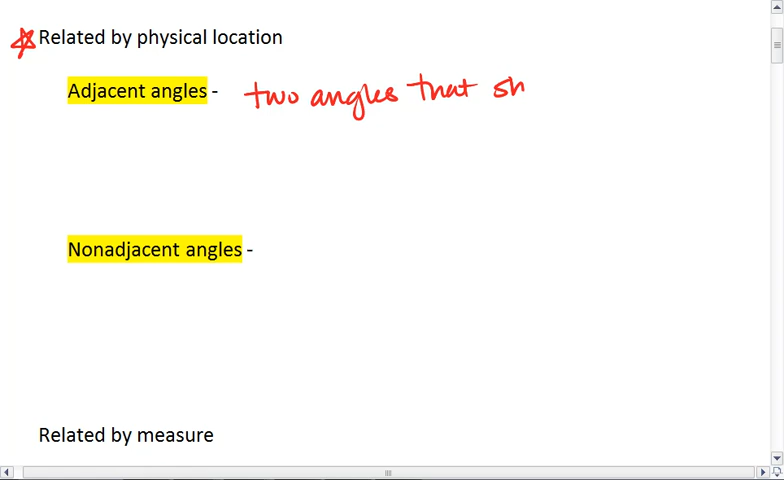 Related by physical location
Adjacent angles - two angles that sh
Nonadjacent angles -
Related by measure